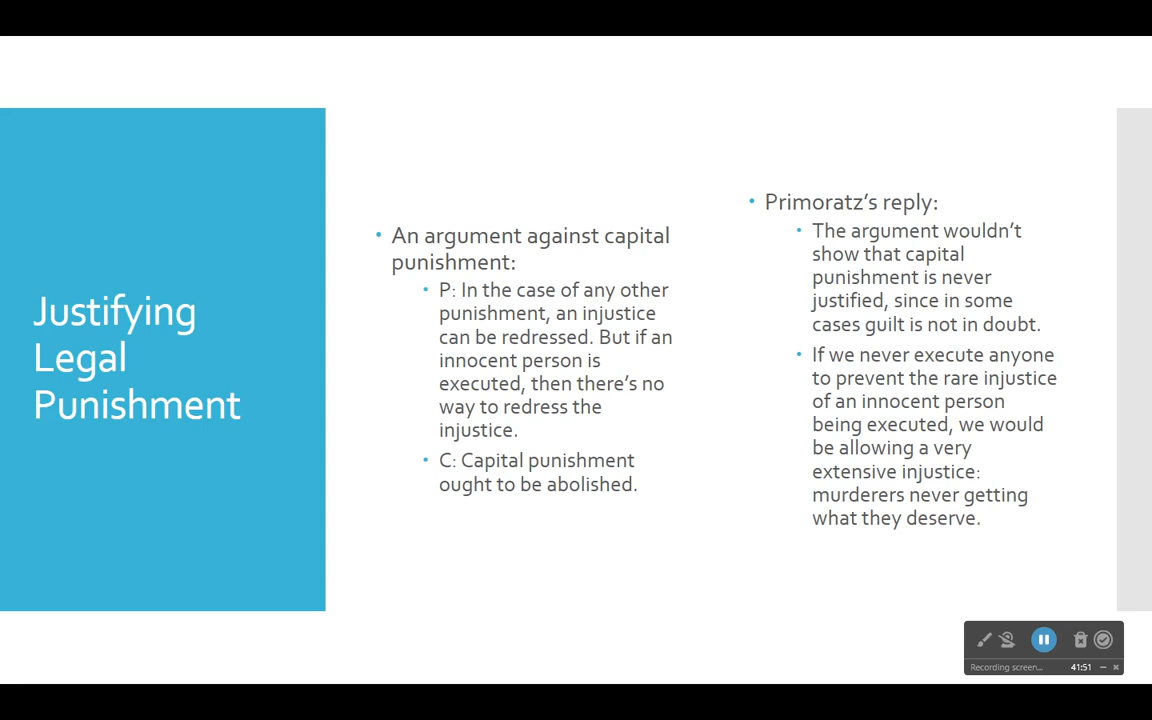 Justifying
Legal
Punishment
An argument against capital
punishment:
P: In the case of any other
punishment, an injustice
can be redressed. But if an
innocent person is
executed, then there's no
way to redress the
injustice.
C: Capital punishment
ought to be abolished.
Primoratz's reply:
The argument wouldn't
show that capital
punishment is never
justified, since in some
cases guilt is not in doubt.
If we never execute anyone
to prevent the rare injustice
of an innocent person
being executed, we would
be allowing a very
extensive injustice:
murderers never getting
what they deserve.
Recording screen... 41:51